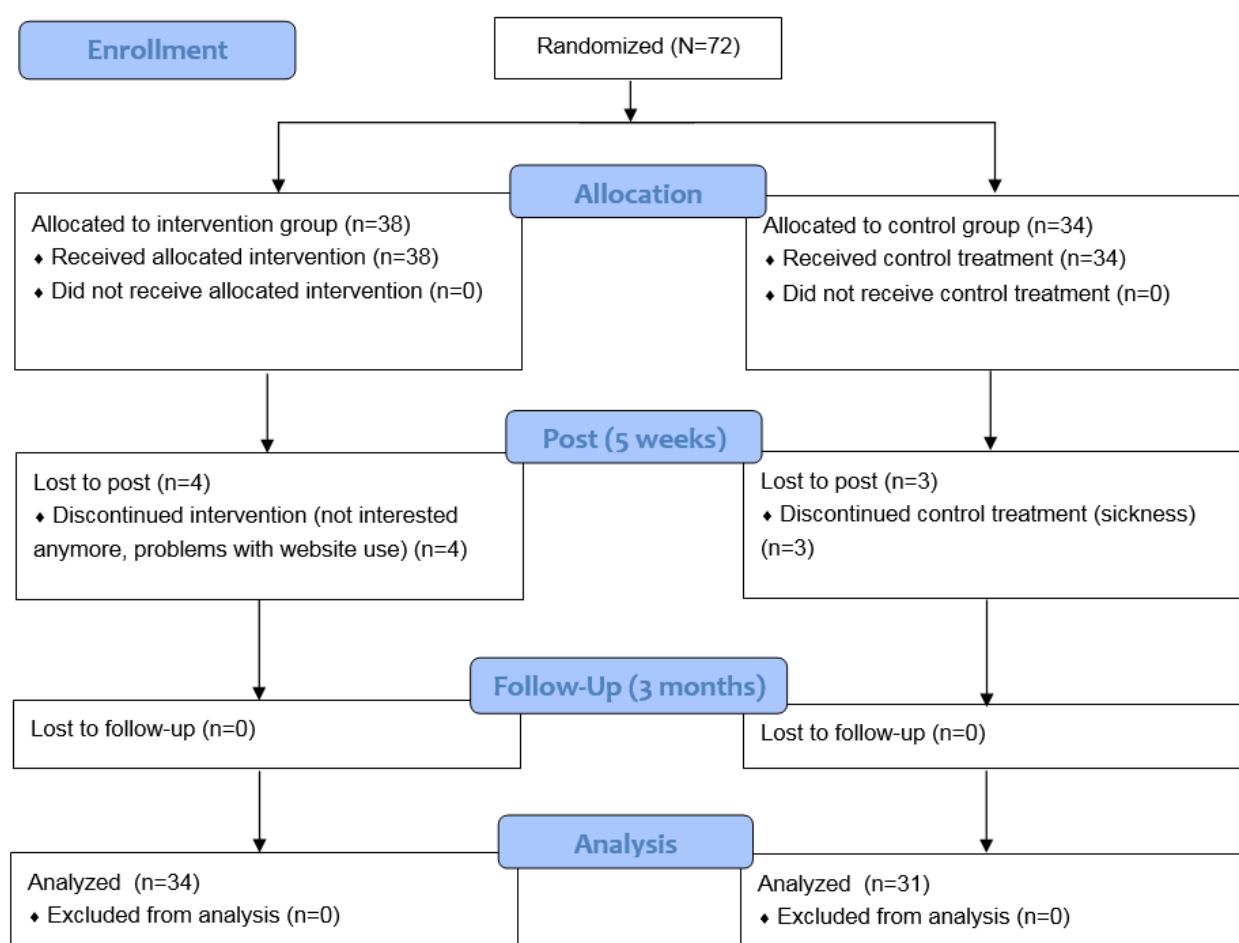 Enrollment
Randomized (N=72)
Allocation
Allocated to intervention group (n=38)
♦ Received allocated intervention (n=38)
♦ Did not receive allocated intervention (n=0)
Allocated to control group (n=34)
♦ Received control treatment (n=34)
♦ Did not receive control treatment (n=0)
Post (5 weeks)
Lost to post (n=4)
♦ Discontinued intervention (not interested
anymore, problems with website use) (n=4)
Lost to post (n=3)
♦ Discontinued control treatment (sickness)
(n=3)
Follow-Up (3 months)
Lost to follow-up (n=0)
Lost to follow-up (n=0)
Analysis
Analyzed (n=34)
♦ Excluded from analysis (n=0)
Analyzed (n=31)
♦ Excluded from analysis (n=0)